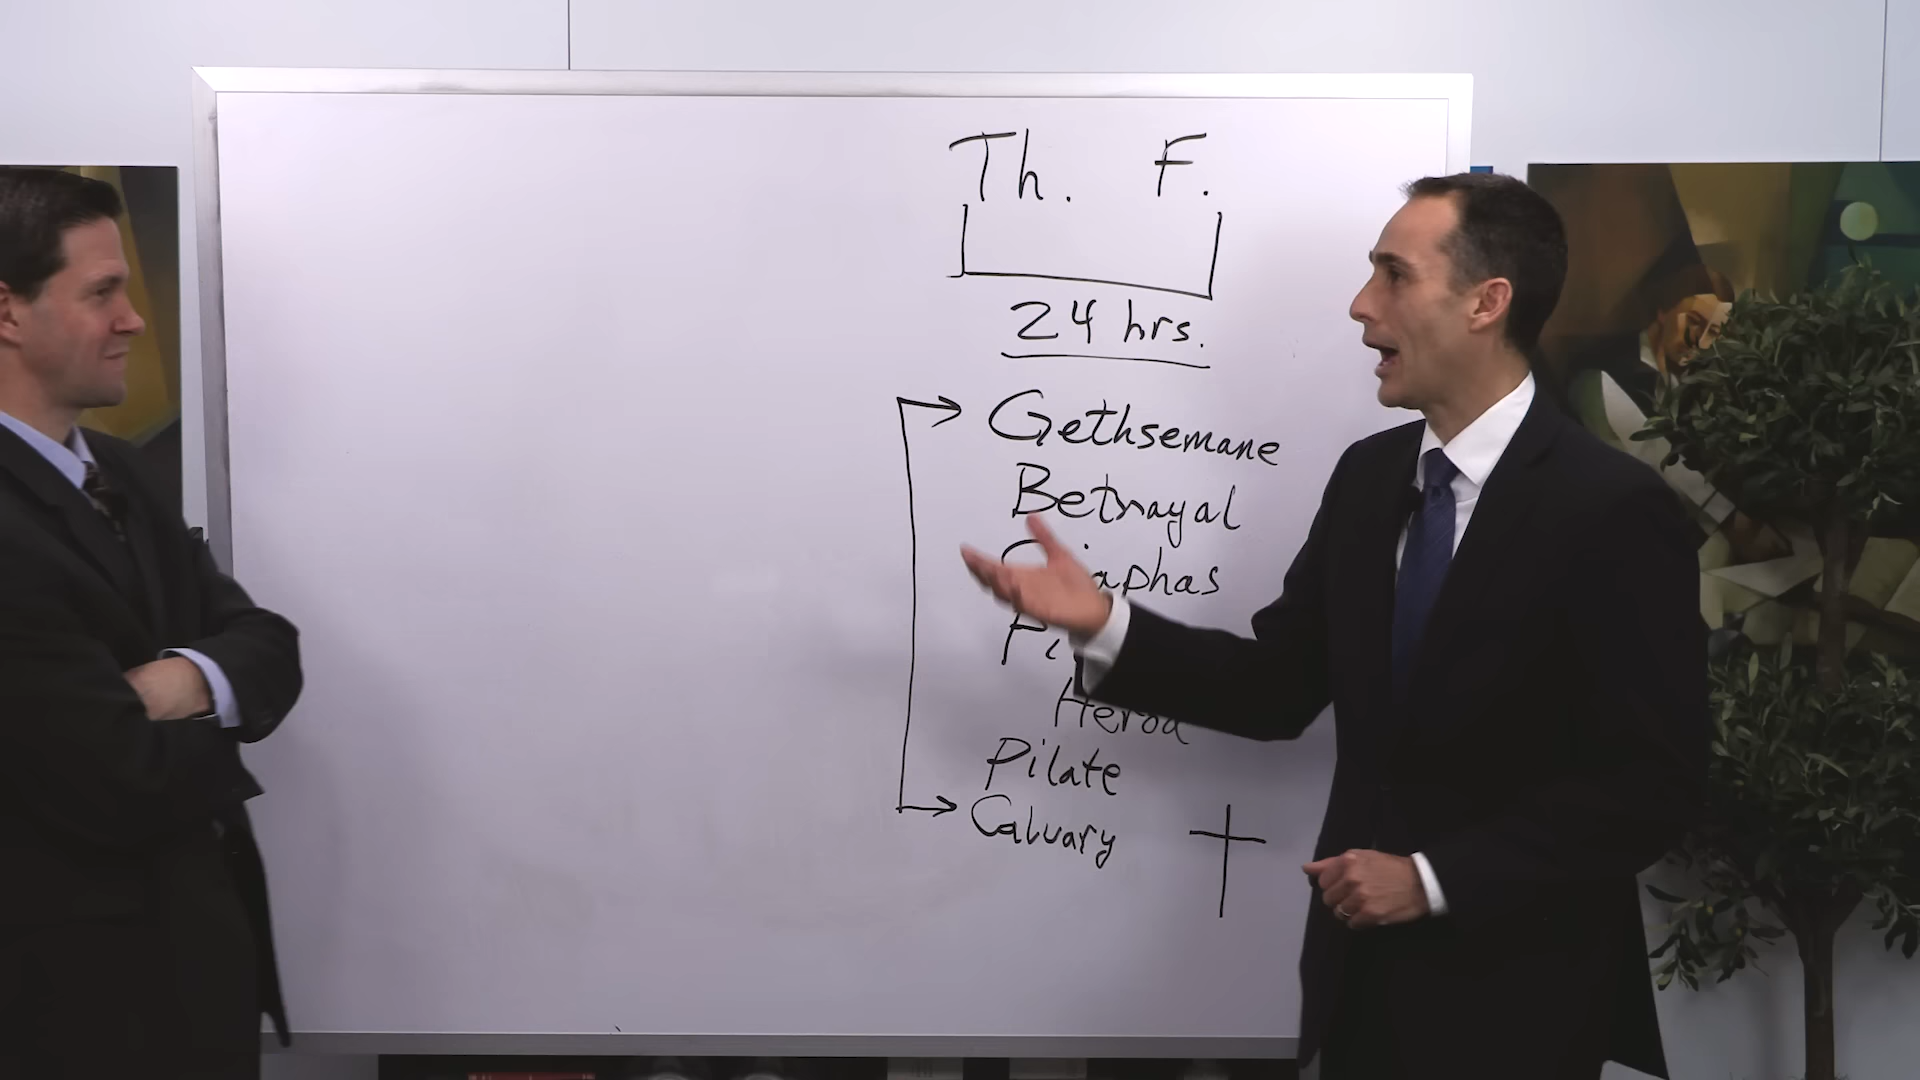 Th. F.
24 hrs.
Gethsemane
Betrayal
Herod
Pilate
Calvary